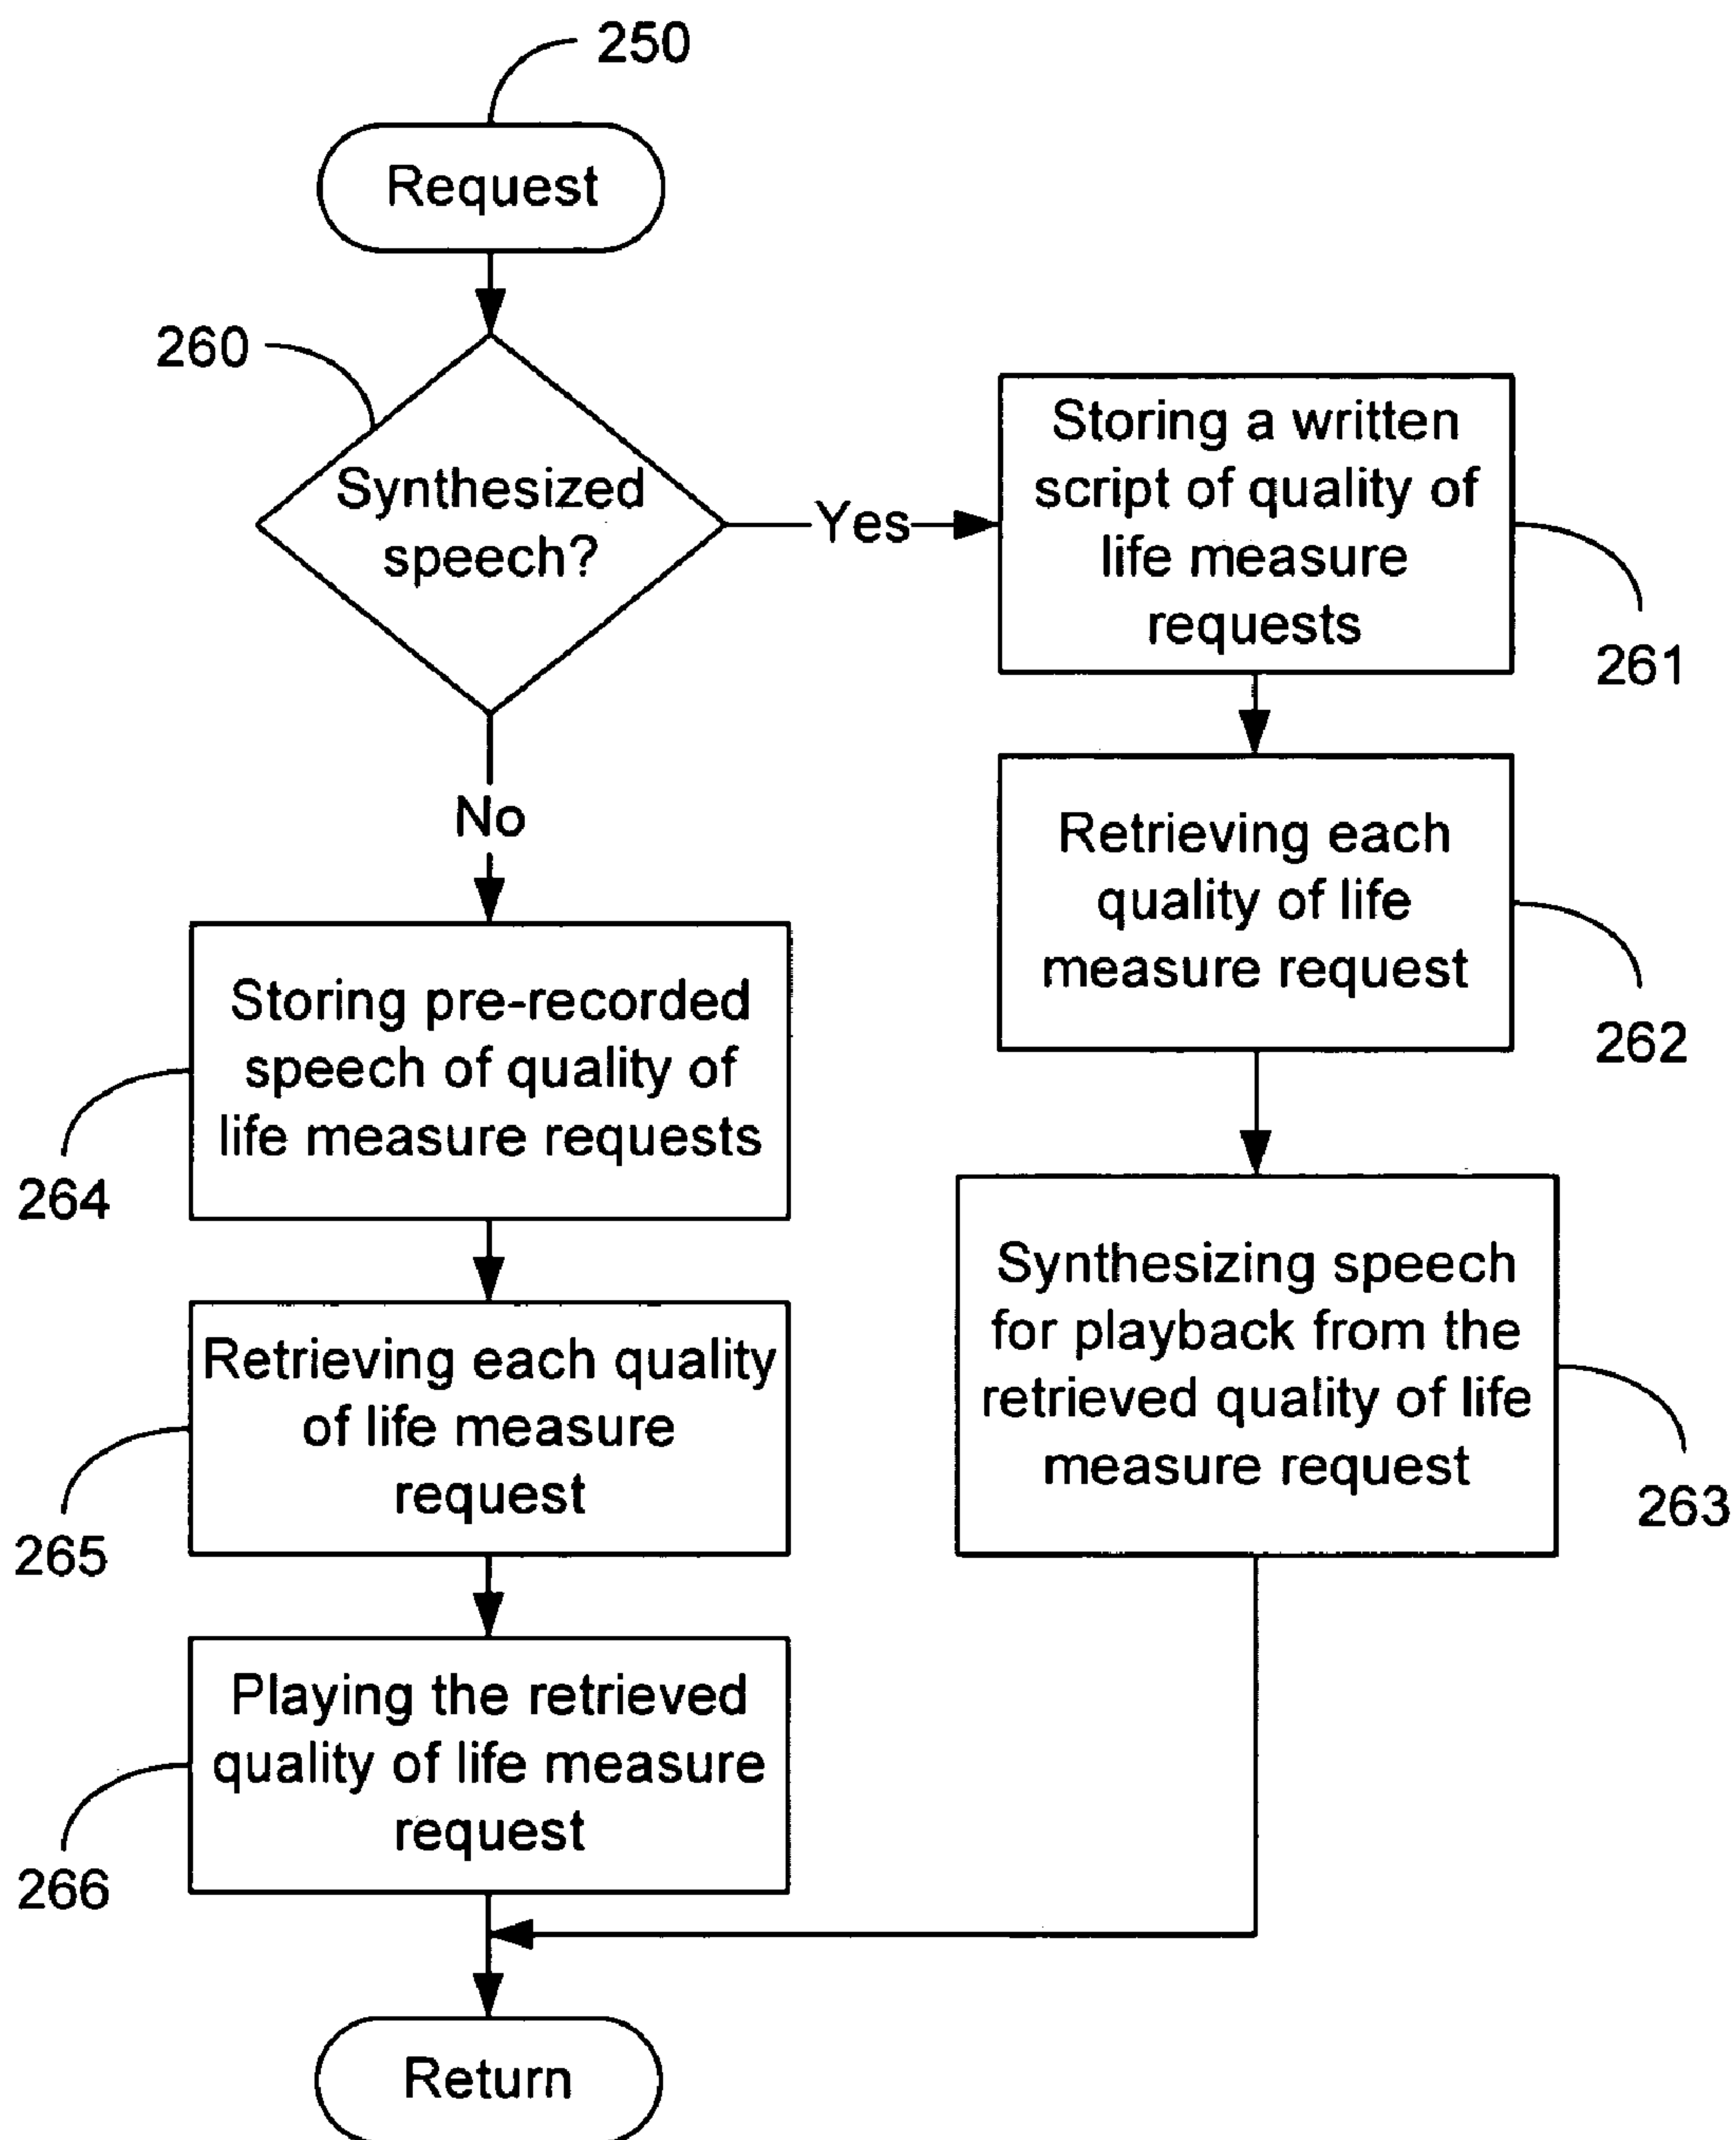 250
Request
260
Synthesized
speech?
Yes
Storing a written
script of quality of
life measure
requests
261
No
Retrieving each
quality of life
measure request
262
Storing pre-recorded
speech of quality of
life measure requests
264
Synthesizing speech
for playback from the
retrieved quality of life
measure request
263
Retrieving each quality
of life measure
request
265
Playing the retrieved
quality of life measure
request
266
Return